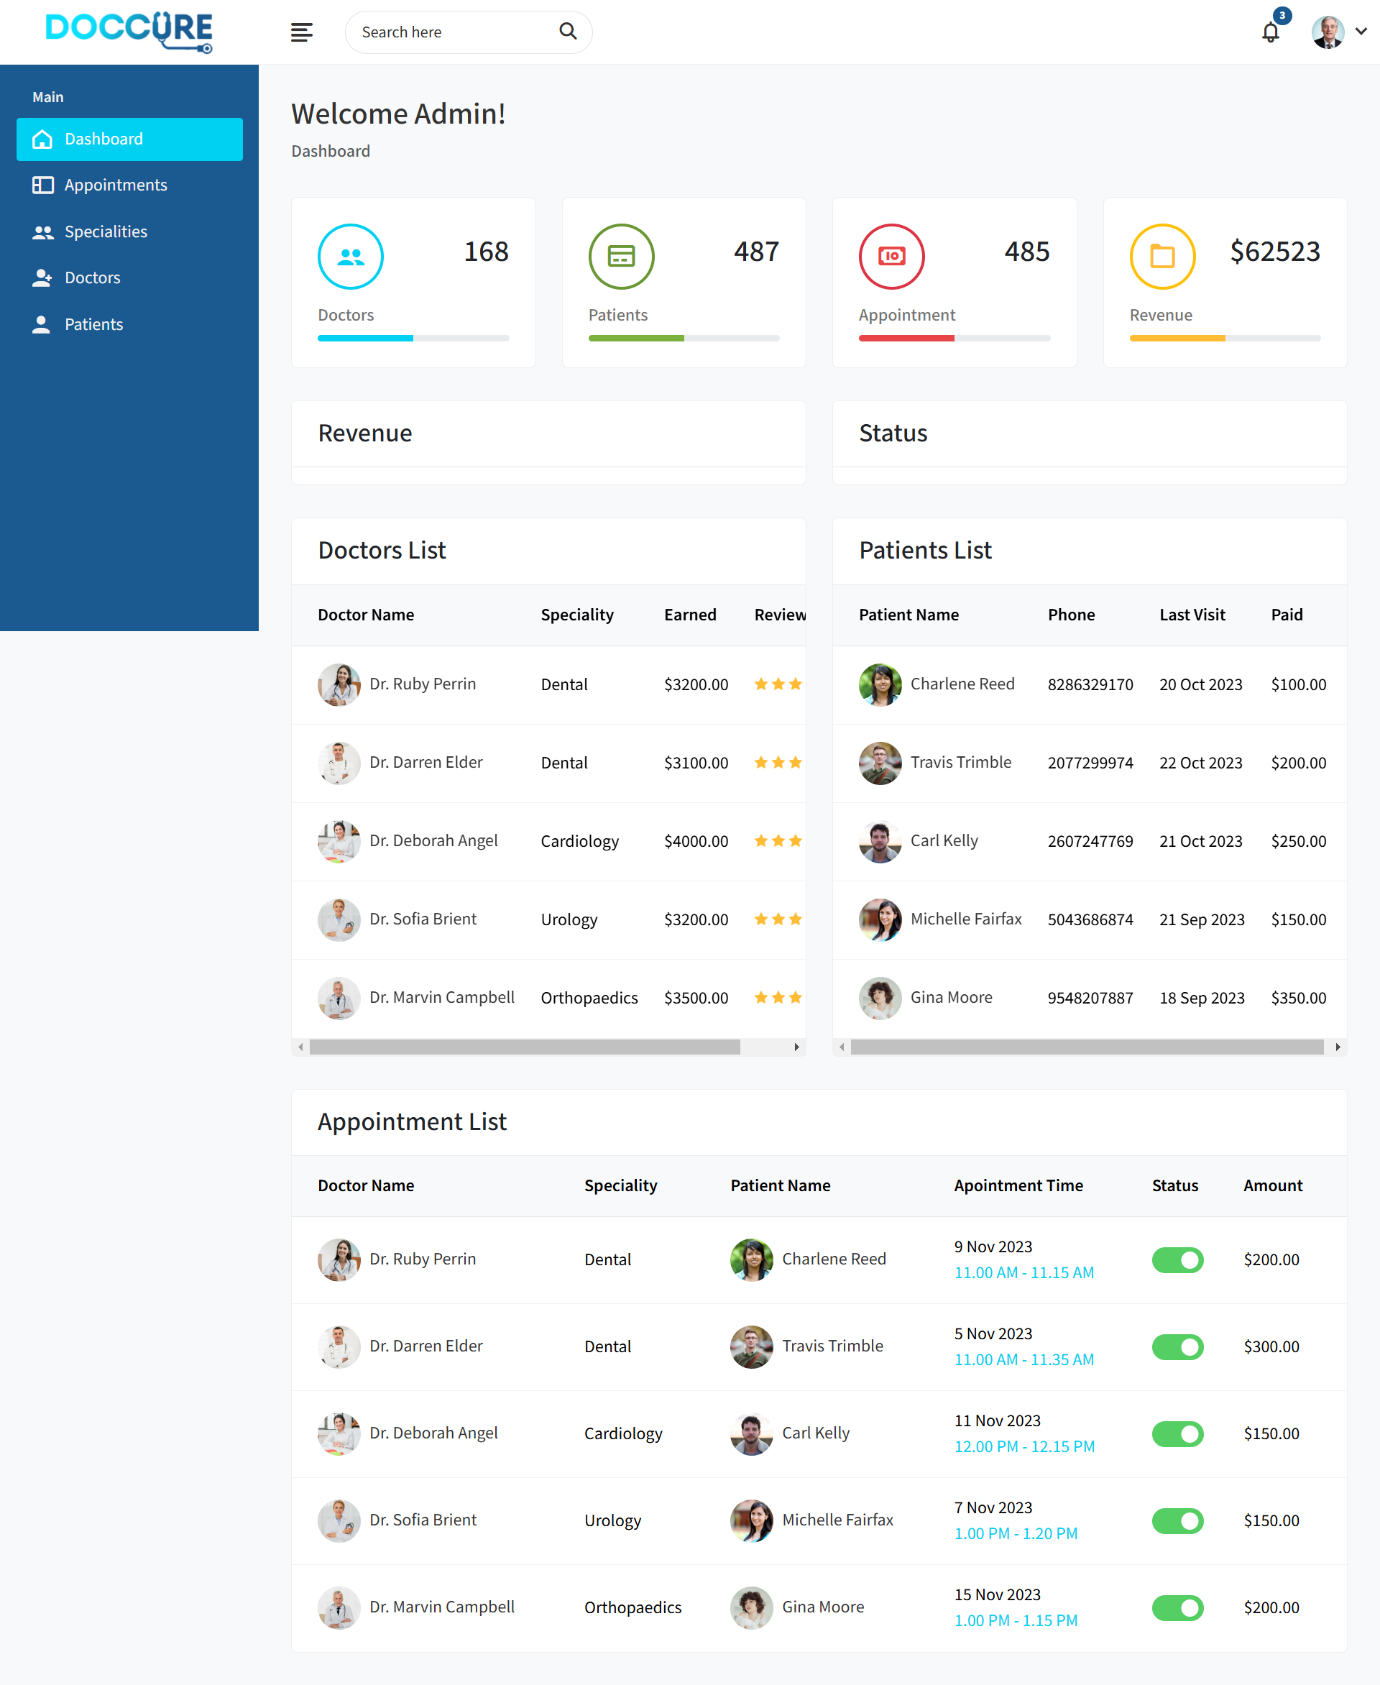 DOCCURE
Search here
3
Main
Dashboard
Appointments
Specialities
Doctors
Patients
Welcome Admin!
Dashboard
168
Doctors
487
Patients
485
Appointment
$62523
Revenue
Revenue
Status
Doctors List
Doctor Name Speciality Earned Review
Dr. Ruby Perrin Dental $3200.00
Dr. Darren Elder Dental $3100.00
Dr. Deborah Angel Cardiology $4000.00
Dr. Sofia Brient Urology $3200.00
Dr. Marvin Campbell Orthopaedics $3500.00
Patients List
Patient Name Phone Last Visit Paid
Charlene Reed 8286329170 20 Oct 2023 $100.00
Travis Trimble 2077299974 22 Oct 2023 $200.00
Carl Kelly 2607247769 21 Oct 2023 $250.00
Michelle Fairfax 5043686874 21 Sep 2023 $150.00
Gina Moore 9548207887 18 Sep 2023 $350.00
Appointment List
Doctor Name Speciality Patient Name Apointment Time Status Amount
Dr. Ruby Perrin Dental Charlene Reed 9 Nov 2023 $200.00
11.00 AM - 11.15 AM
Dr. Darren Elder Dental Travis Trimble 5 Nov 2023 $300.00
11.00 AM - 11.35 AM
Dr. Deborah Angel Cardiology Carl Kelly 11 Nov 2023 $150.00
12.00 PM - 12.15 PM
Dr. Sofia Brient Urology Michelle Fairfax 7 Nov 2023 $150.00
1.00 PM - 1.20 PM
Dr. Marvin Campbell Orthopaedics Gina Moore 15 Nov 2023 $200.00
1.00 PM - 1.15 PM